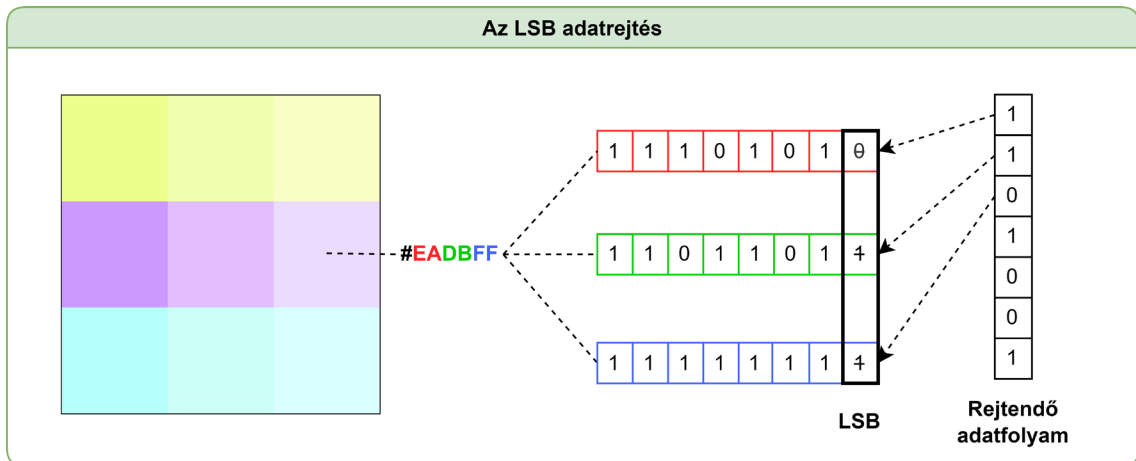 Az LSB adatrejtés
#EADBFF
1 1 1 0 1 0 1 0
1 1 0 1 1 0 1 1
1 1 1 1 1 1 1 1
LSB
1
1
0
1
0
0
1
Rejtendő
adatfolyam